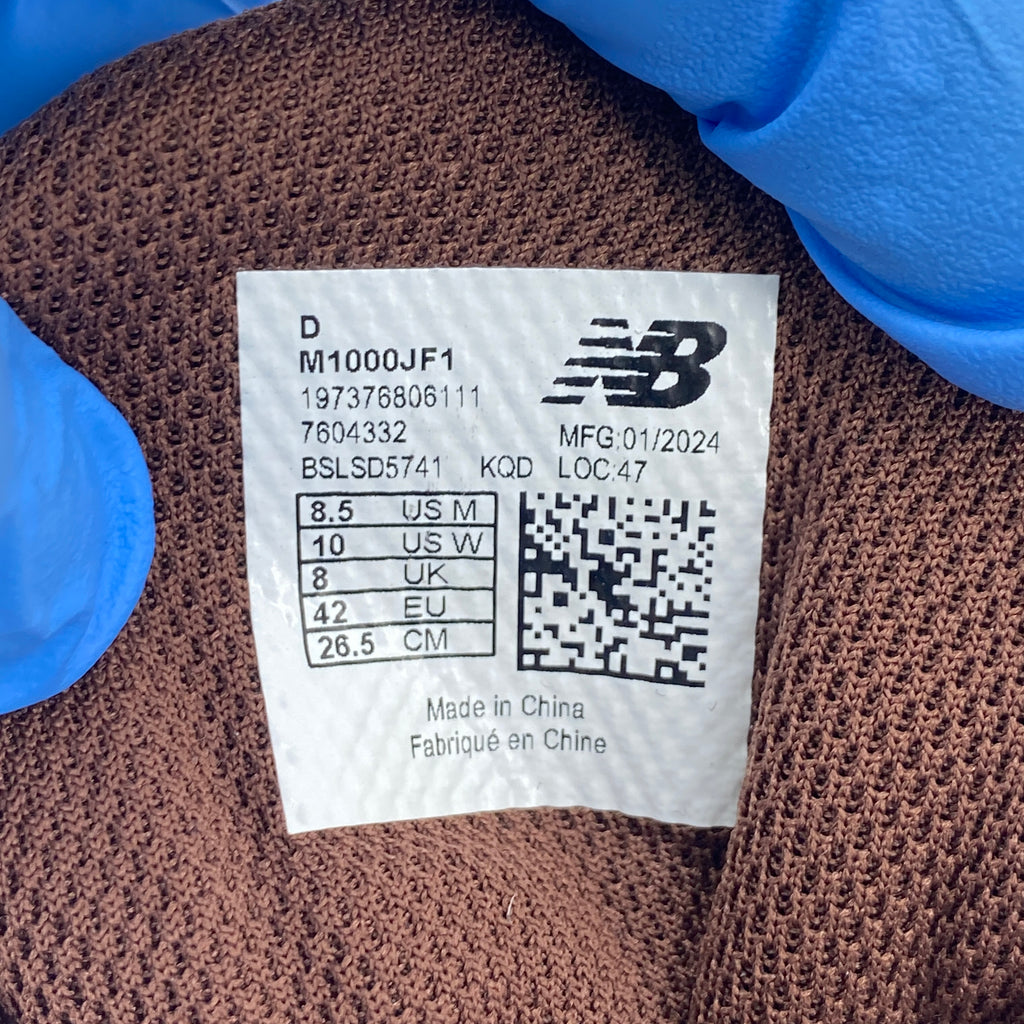 D
M1000JF1
NB
197376806111
7604332 MFG:01/2024
BSLSD5741 KQD LOC:47
8.5 US M
10 US W
8 UK
42 EU
26.5 CM
Made in China
Fabriqué en Chine